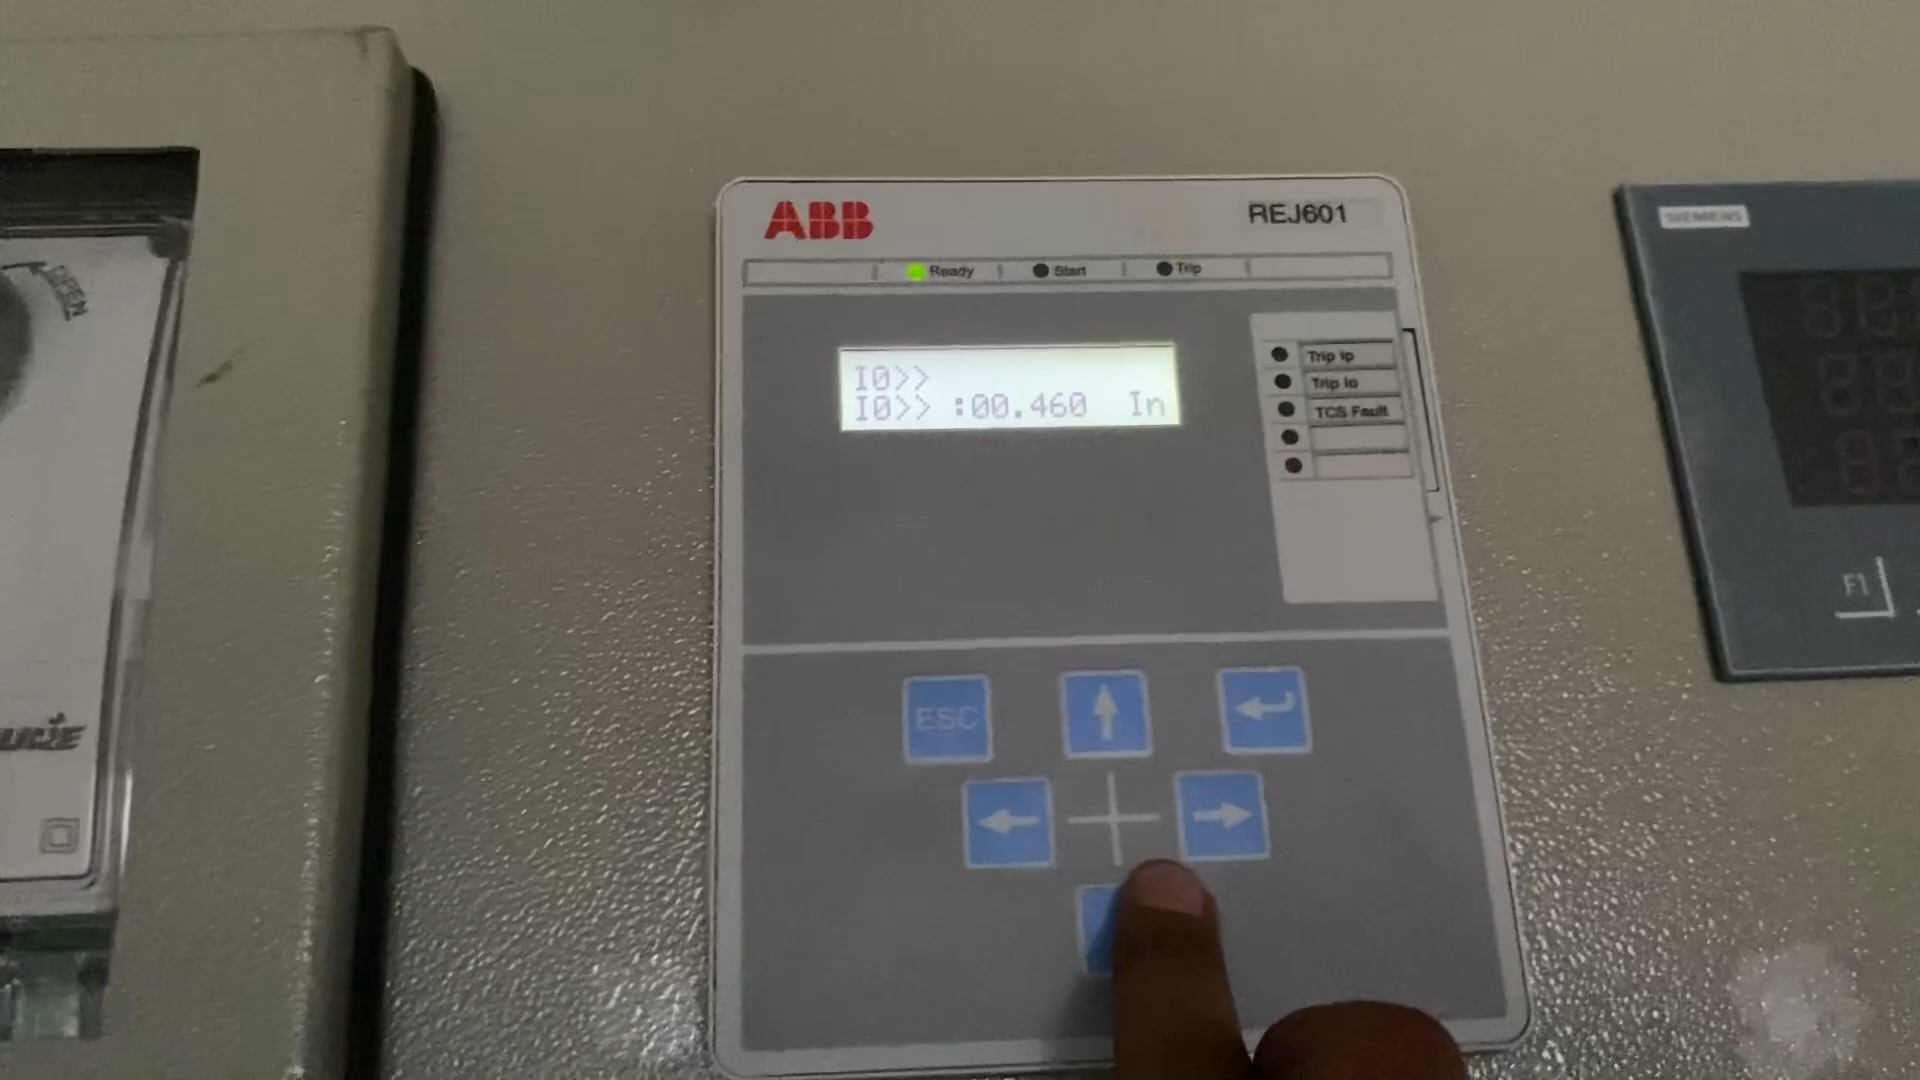 OPEN
ABB
REJ601
SIEMENS
Ready
Start
Trip
I0>>
I0>> :00.460 In
Trip Ip
Trip Io
TCS Fault
F1
ESC